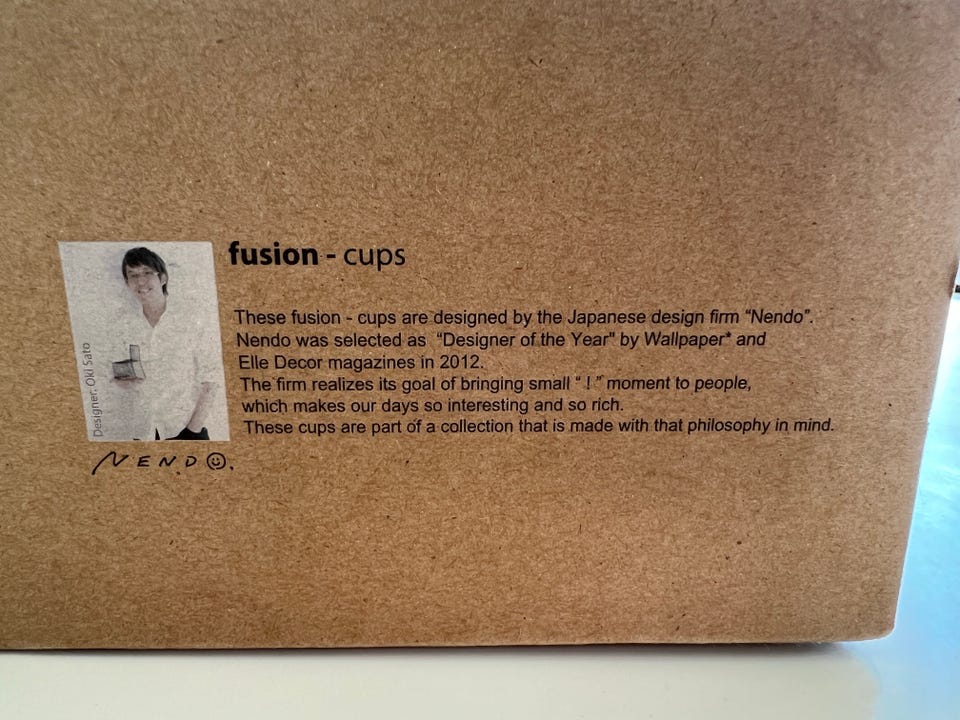 fusion - cups
These fusion - cups are designed by the Japanese design firm “Nendo”.
Nendo was selected as “Designer of the Year" by Wallpaper* and
Elle Decor magazines in 2012.
The firm realizes its goal of bringing small “ ! ” moment to people,
which makes our days so interesting and so rich.
These cups are part of a collection that is made with that philosophy in mind.
Designer: Oki Sato
NENDO.